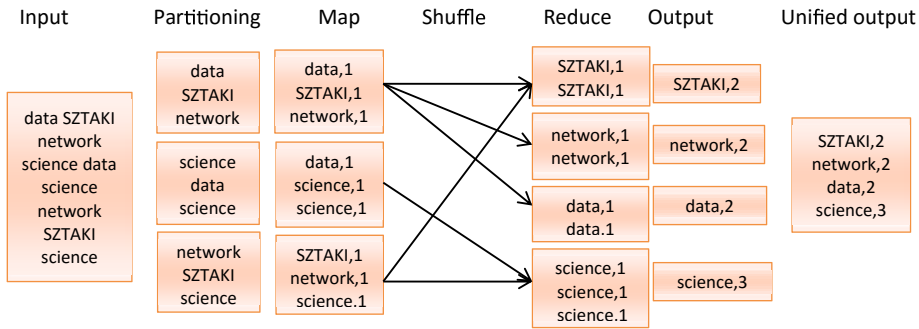 Input
Partitioning
Map
Shuffle
Reduce
Output
Unified output
data SZTAKI
network
science data
science
network
SZTAKI
science
data
SZTAKI
network
science
data
science
network
SZTAKI
science
data,1
SZTAKI,1
network,1
data,1
science,1
science,1
SZTAKI,1
network,1
science.1
SZTAKI,1
SZTAKI,1
network,1
network,1
data,1
data.1
science,1
science,1
science.1
SZTAKI,2
network,2
data,2
science,3
SZTAKI,2
network,2
data,2
science,3